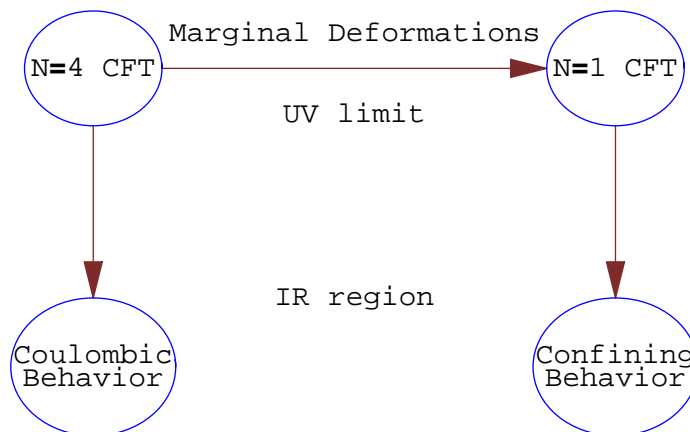 Marginal Deformations
N=4 CFT
N=1 CFT
UV limit
IR region
Coulombic
Behavior
Confining
Behavior